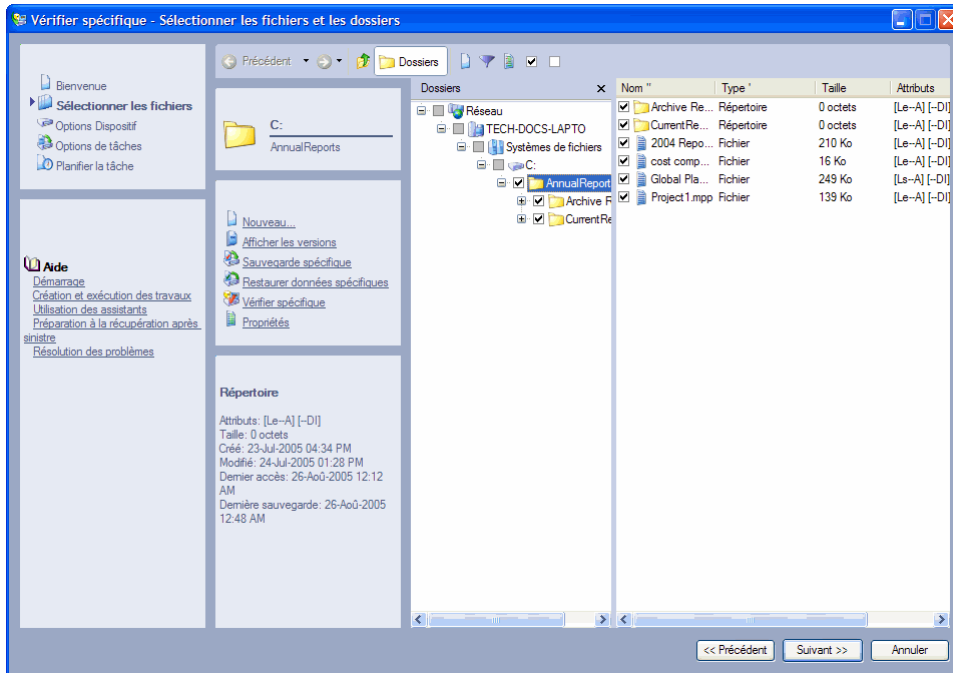 Vérifier spécifique - Sélectionner les fichiers et les dossiers
Bienvenue
Sélectionner les fichiers
Options Dispositif
Options de tâches
Planifier la tâche
Aide
Démarrage
Création et exécution des travaux
Utilisation des assistants
Préparation à la récupération après
sinistre
Résolution des problèmes
Précédent
Dossiers
C:
AnnualReports
Nouveau...
Afficher les versions
Sauvegarde spécifique
Restaurer données spécifiques
Vérifier spécifique
Propriétés
Répertoire
Attributs: [Le--A] [--DI]
Taille: 0 octets
Créé: 23-Jul-2005 04:34 PM
Modifié: 24-Jul-2005 01:28 PM
Dernier accès: 26-Aoû-2005 12:12
AM
Dernière sauvegarde: 26-Aoû-2005
12:48 AM
Dossiers
Réseau
TECH-DOCS-LAPTO
Systèmes de fichiers
C:
AnnualReport
Archive R
CurrentRe
Nom " Type ' Taille Attributs
Archive Re... Répertoire 0 octets [Le--A] [--DI]
CurrentRe... Répertoire 0 octets [Le--A] [--DI]
2004 Repo... Fichier 210 Ko [Le--A] [--DI]
cost comp... Fichier 16 Ko [Le--A] [--DI]
Global Pla... Fichier 249 Ko [Ls--A] [--DI]
Project1.mpp Fichier 139 Ko [Le--A] [--DI]
<< Précédent Suivant >> Annuler